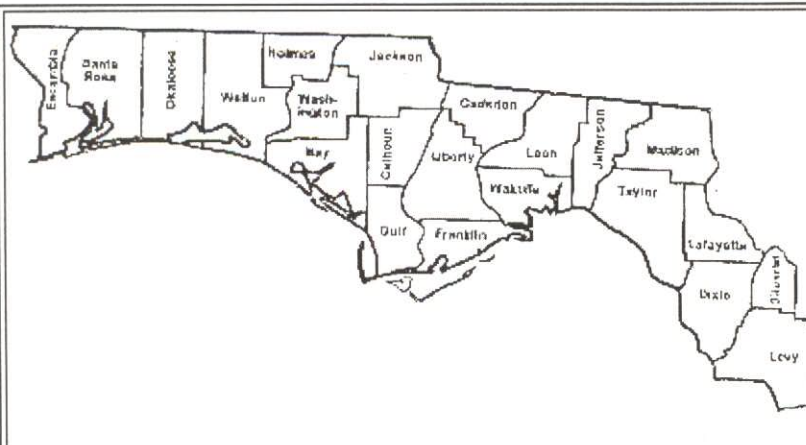 Escambia
Santa
Rosa
Okaloosa
Walton
Holmes
Wash-
ington
Jackson
Bay
Calhoun
Gulf
Liberty
Gadsden
Franklin
Leon
Wakulla
Jefferson
Madison
Taylor
Lafayette
Dixie
Gilchrist
Levy